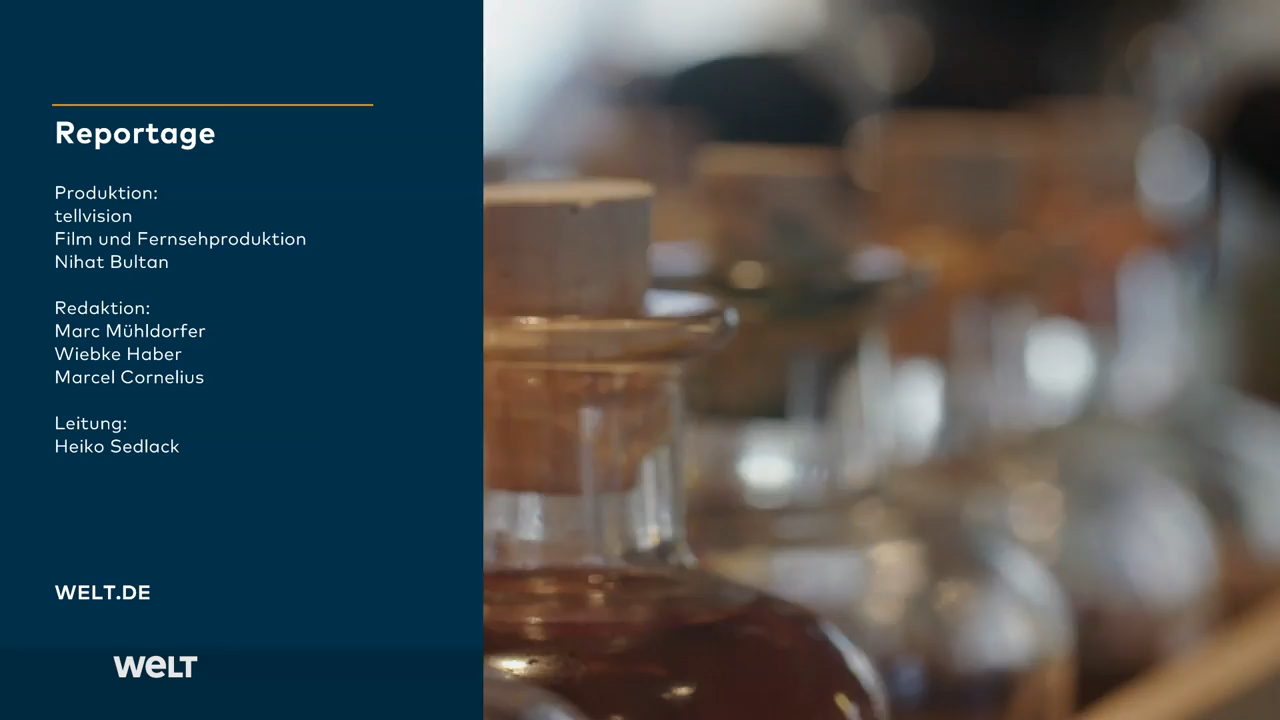 Reportage
Produktion:
tellvision
Film und Fernsehproduktion
Nihat Bultan
Redaktion:
Marc Mühldorfer
Wiebke Haber
Marcel Cornelius
Leitung:
Heiko Sedlack
WELT.DE
WELT